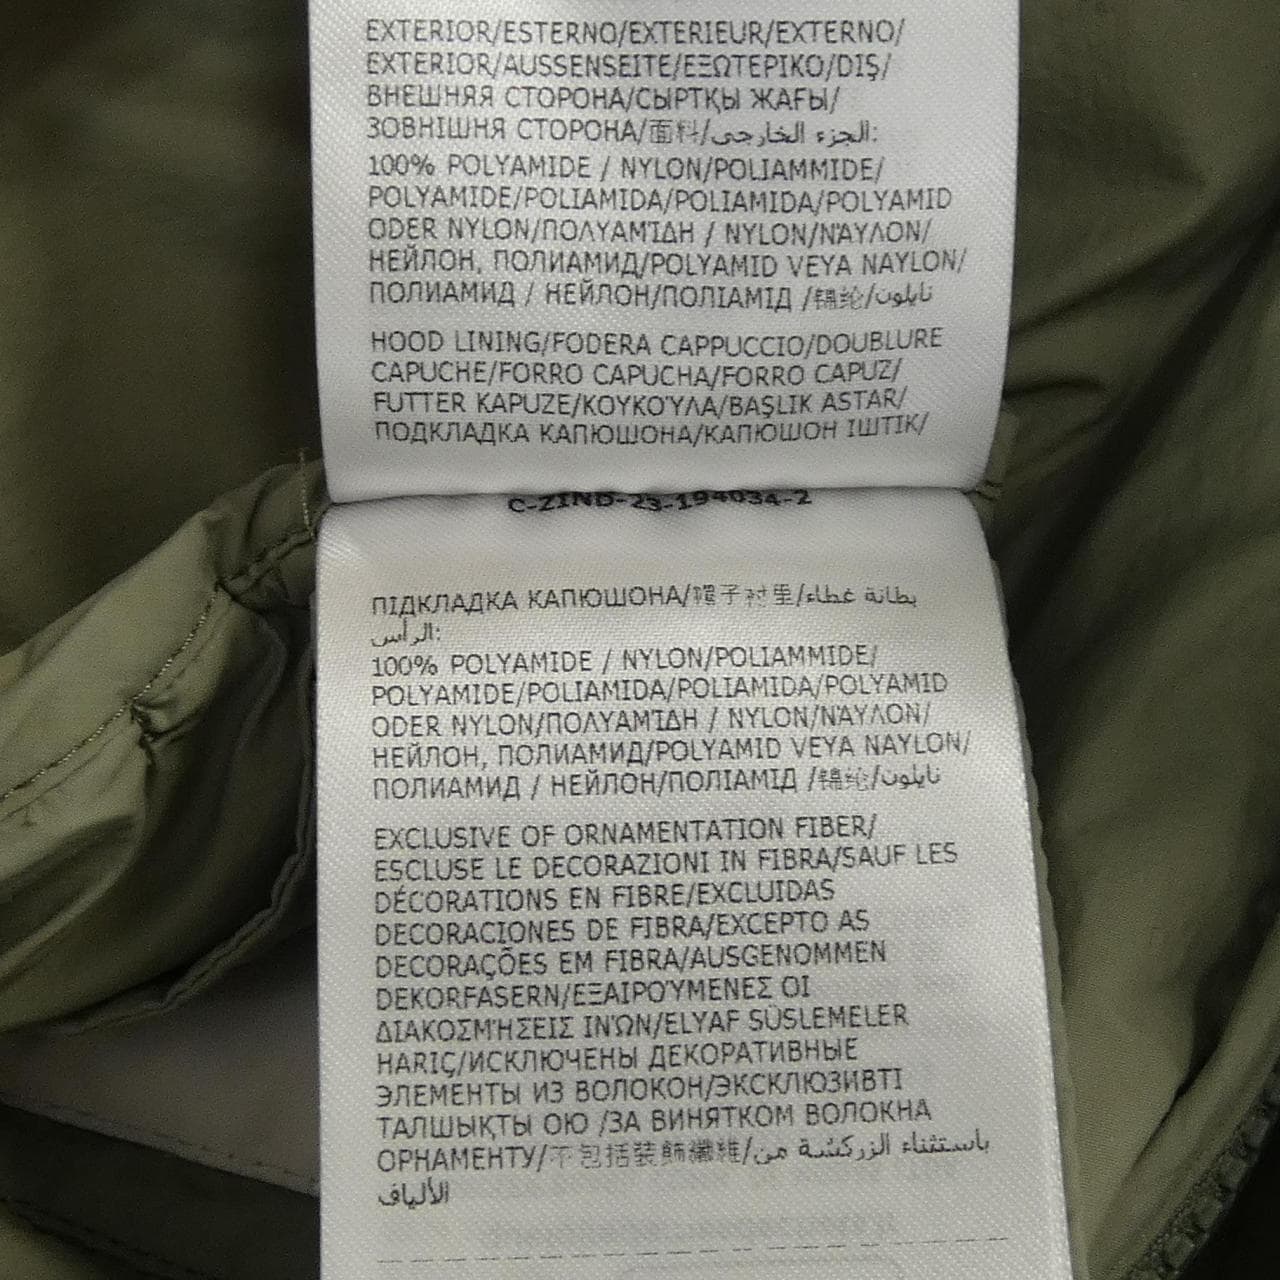 EXTERIOR/ESTERNO/EXTERIEUR/EXTERNO/
EXTERIOR/AUSSENSEITE/ΕΞΩΤΕΡΙΚΟ/DIŞ/
ВНЕШНЯЯ СТОРОНА/СЫРТҚЫ ЖАҒЫ/
ЗОВНІШНЯ СТОРОНА/面料/الجزء الخارجي:
100% POLYAMIDE / NYLON/POLIAMMIDE/
POLYAMIDE/POLIAMIDA/POLIAMIDA/POLYAMID
ODER NYLON/ΠΟΛΥΑΜΊΔΗ / NYLON/ΝΆΥΛΟΝ/
НЕЙЛОН, ПОЛИАМИД/POLYAMID VEYA NAYLON/
ПОЛИАМИД / НЕЙЛОН/ПОЛІАМІД /锦纶/نايلون
HOOD LINING/FODERA CAPPUCCIO/DOUBLURE
CAPUCHE/FORRO CAPUCHA/FORRO CAPUZ/
FUTTER KAPUZE/ΚΟΥΚΟΎΛΑ/BAŞLIK ASTAR/
ПОДКЛАДКА КАПЮШОНА/КАПЮШОН ІШТІК/
C-ZIND-23-194034-2
ПІДКЛАДКА КАПЮШОНА/帽子衬里/بطانة غطاء
الرأس:
100% POLYAMIDE / NYLON/POLIAMMIDE/
POLYAMIDE/POLIAMIDA/POLIAMIDA/POLYAMID
ODER NYLON/ΠΟΛΥΑΜΊΔΗ / NYLON/ΝΆΥΛΟΝ/
НЕЙЛОН, ПОЛИАМИД/POLYAMID VEYA NAYLON/
ПОЛИАМИД / НЕЙЛОН/ПОЛІАМІД /锦纶/نايلون
EXCLUSIVE OF ORNAMENTATION FIBER/
ESCLUSE LE DECORAZIONI IN FIBRA/SAUF LES
DÉCORATIONS EN FIBRE/EXCLUIDAS
DECORACIONES DE FIBRA/EXCEPTO AS
DECORAÇÕES EM FIBRA/AUSGENOMMEN
DEKORFASERN/ΕΞΑΙΡΟΎΜΕΝΕΣ ΟΙ
ΔΙΑΚΟΣΜΉΣΕΙΣ ΙΝΏΝ/ELYAF SÜSLEMELER
HARIÇ/ИСКЛЮЧЕНЫ ДЕКОРАТИВНЫЕ
ЭЛЕМЕНТЫ ИЗ ВОЛОКОН/ЭКСКЛЮЗИВТІ
ТАЛШЫҚТЫ ОЮ /ЗА ВИНЯТКОМ ВОЛОКНА
ОРНАМЕНТУ/不包括装飾纖維/باستثناء الزركشة من
الألياف